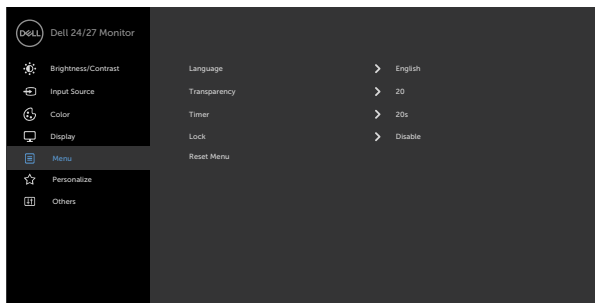 DELL Dell 24/27 Monitor
Brightness/Contrast
Input Source
Color
Display
Menu
Personalize
Others
Language English
Transparency 20
Timer 20s
Lock Disable
Reset Menu